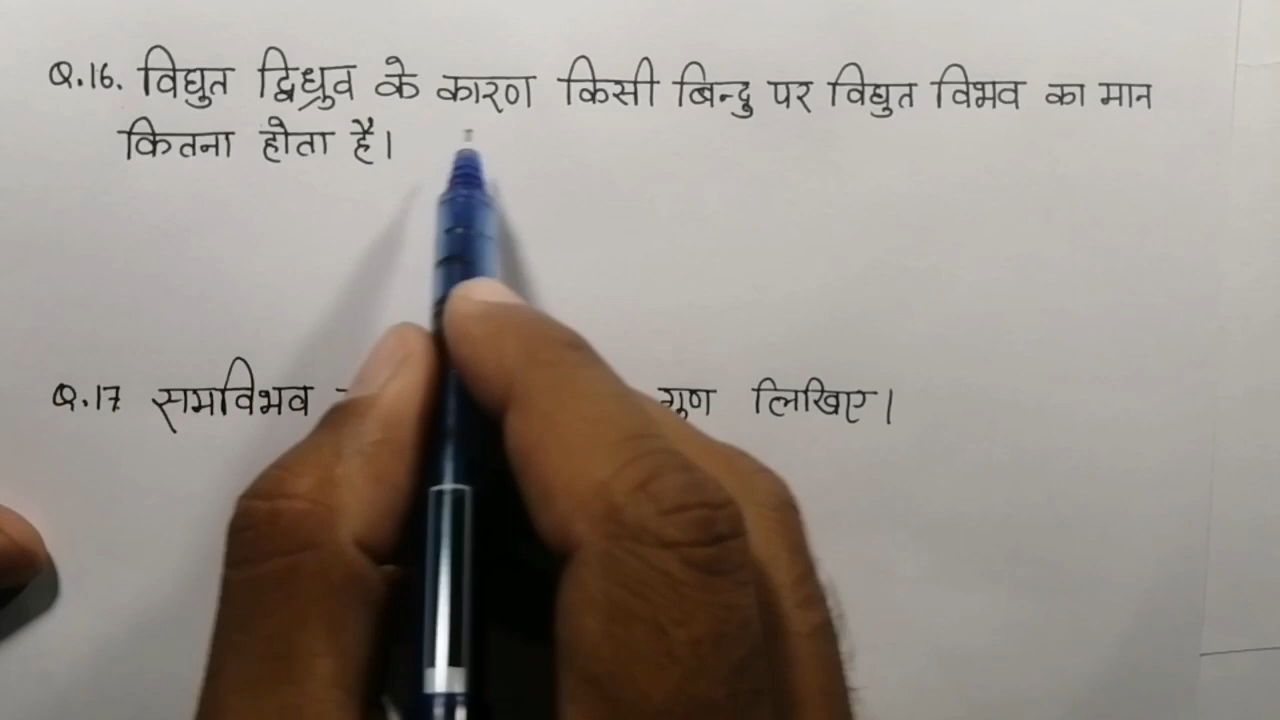 Q.16. विद्युत द्विध्रुव के कारण किसी बिन्दु पर विद्युत विभव का मान
कितना होता है।
Q.17 समविभव गुण लिखिए।